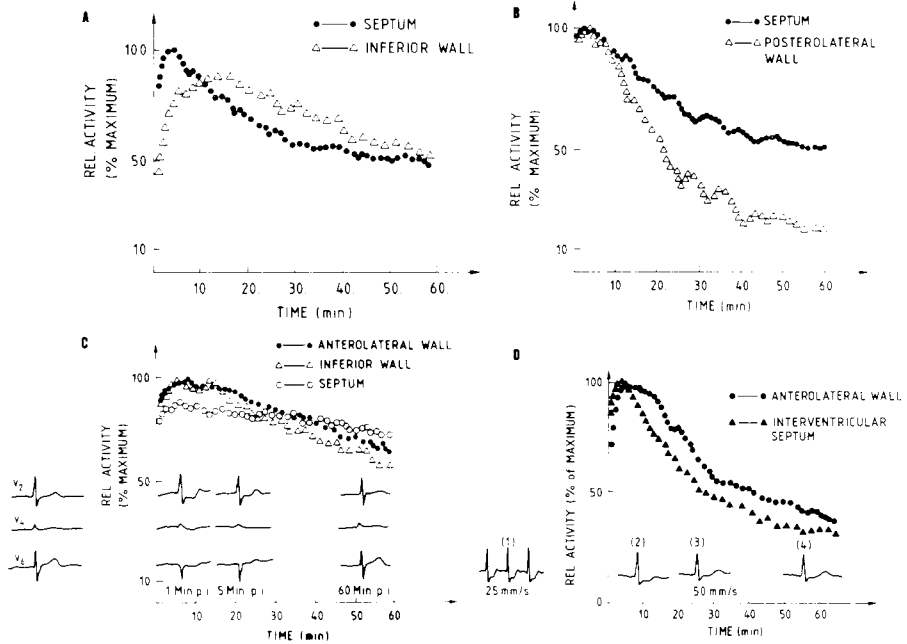 A
SEPTUM
INFERIOR WALL
100
50
10
REL ACTIVITY
(% MAXIMUM)
10. 20. 30. 40. 50. 60.
TIME (min)
B
SEPTUM
POSTEROLATERAL
WALL
100
50
10
REL ACTIVITY
(% MAXIMUM)
10 20 30 40 50 60
TIME (min)
C
ANTEROLATERAL WALL
INFERIOR WALL
SEPTUM
100
50
10
REL ACTIVITY
(% MAXIMUM)
V2
V4
V6
1 Min p i
5 Min p i
60 Min p i
10 20 30 40 50 60
TIME (min)
D
ANTEROLATERAL WALL
INTERVENTRICULAR
SEPTUM
100
50
0
REL ACTIVITY (% of MAXIMUM)
(1)
25 mm/s
(2) (3) (4)
50 mm/s
10 20 30 40 50 60
TIME (min)